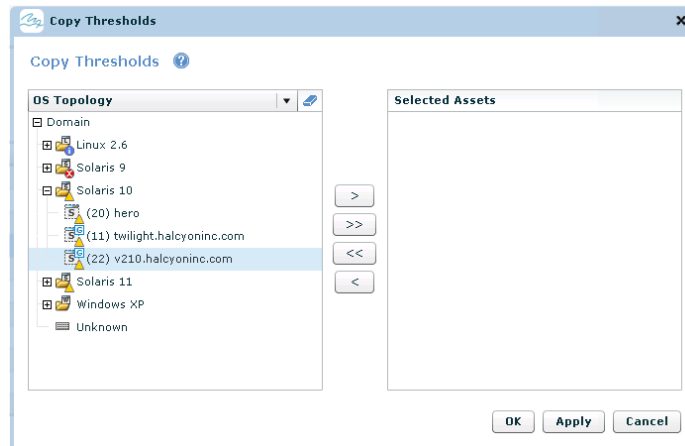 Copy Thresholds
Copy Thresholds ?
OS Topology
Selected Assets
Domain
Linux 2.6
Solaris 9
Solaris 10
(20) hero
(11) twilight.halcyoninc.com
(22) v210.halcyoninc.com
Solaris 11
Windows XP
Unknown
>
>>
<<
<
OK Apply Cancel